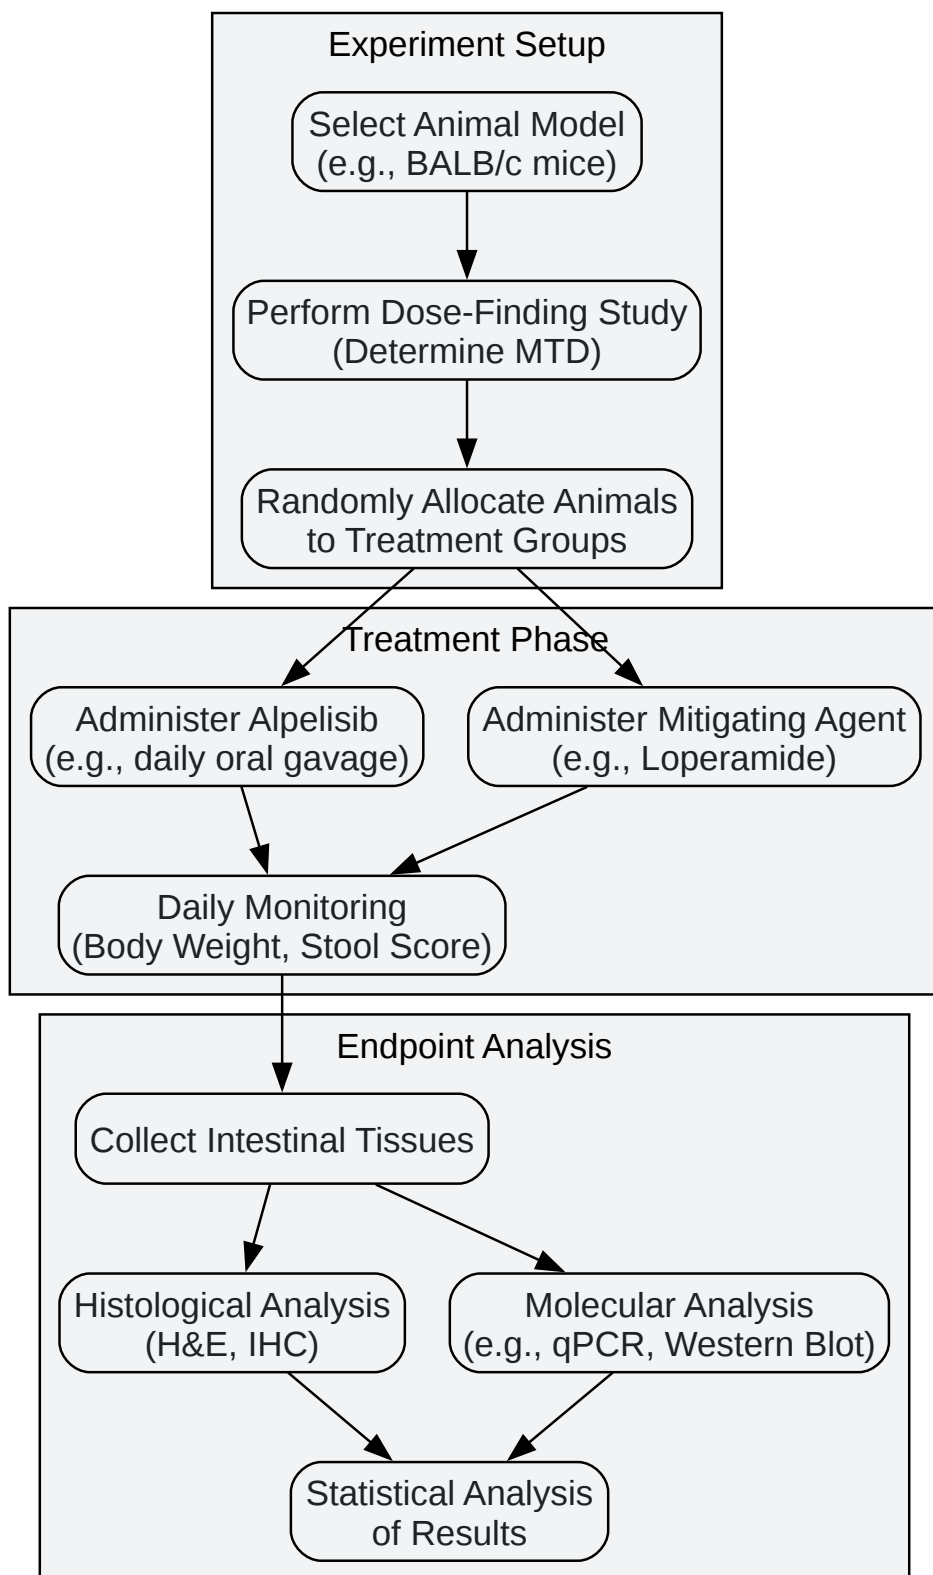 Experiment Setup
Select Animal Model
(e.g., BALB/c mice)
Perform Dose-Finding Study
(Determine MTD)
Randomly Allocate Animals
to Treatment Groups
Treatment Phase
Administer Alpelisib
(e.g., daily oral gavage)
Administer Mitigating Agent
(e.g., Loperamide)
Daily Monitoring
(Body Weight, Stool Score)
Endpoint Analysis
Collect Intestinal Tissues
Histological Analysis
(H&E, IHC)
Molecular Analysis
(e.g., qPCR, Western Blot)
Statistical Analysis
of Results